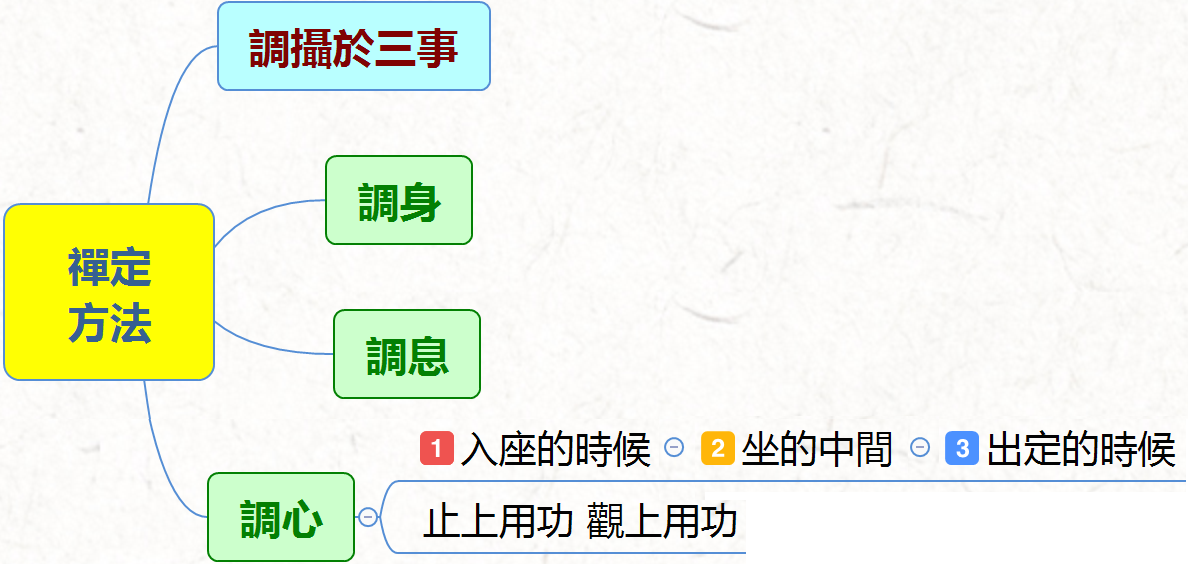 調攝於三事
調身
禪定
方法
調息
1 入座的時候 2 坐的中間 3 出定的時候
調心
止上用功 觀上用功